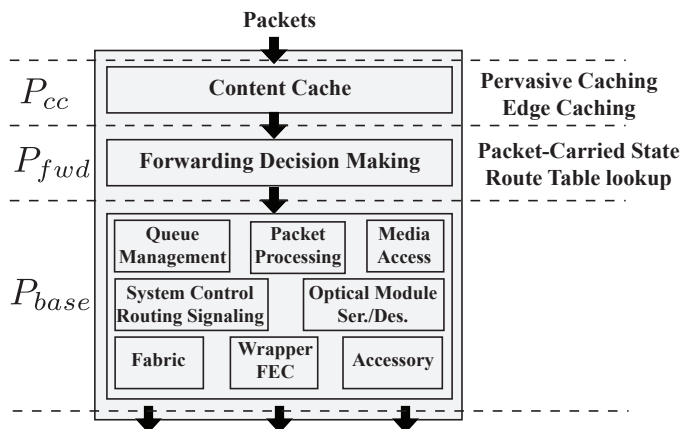 Packets
P_cc
Content Cache
Pervasive Caching
Edge Caching
P_fwd
Forwarding Decision Making
Packet-Carried State
Route Table lookup
P_base
Queue
Management
Packet
Processing
Media
Access
System Control
Routing Signaling
Optical Module
Ser./Des.
Fabric
Wrapper
FEC
Accessory